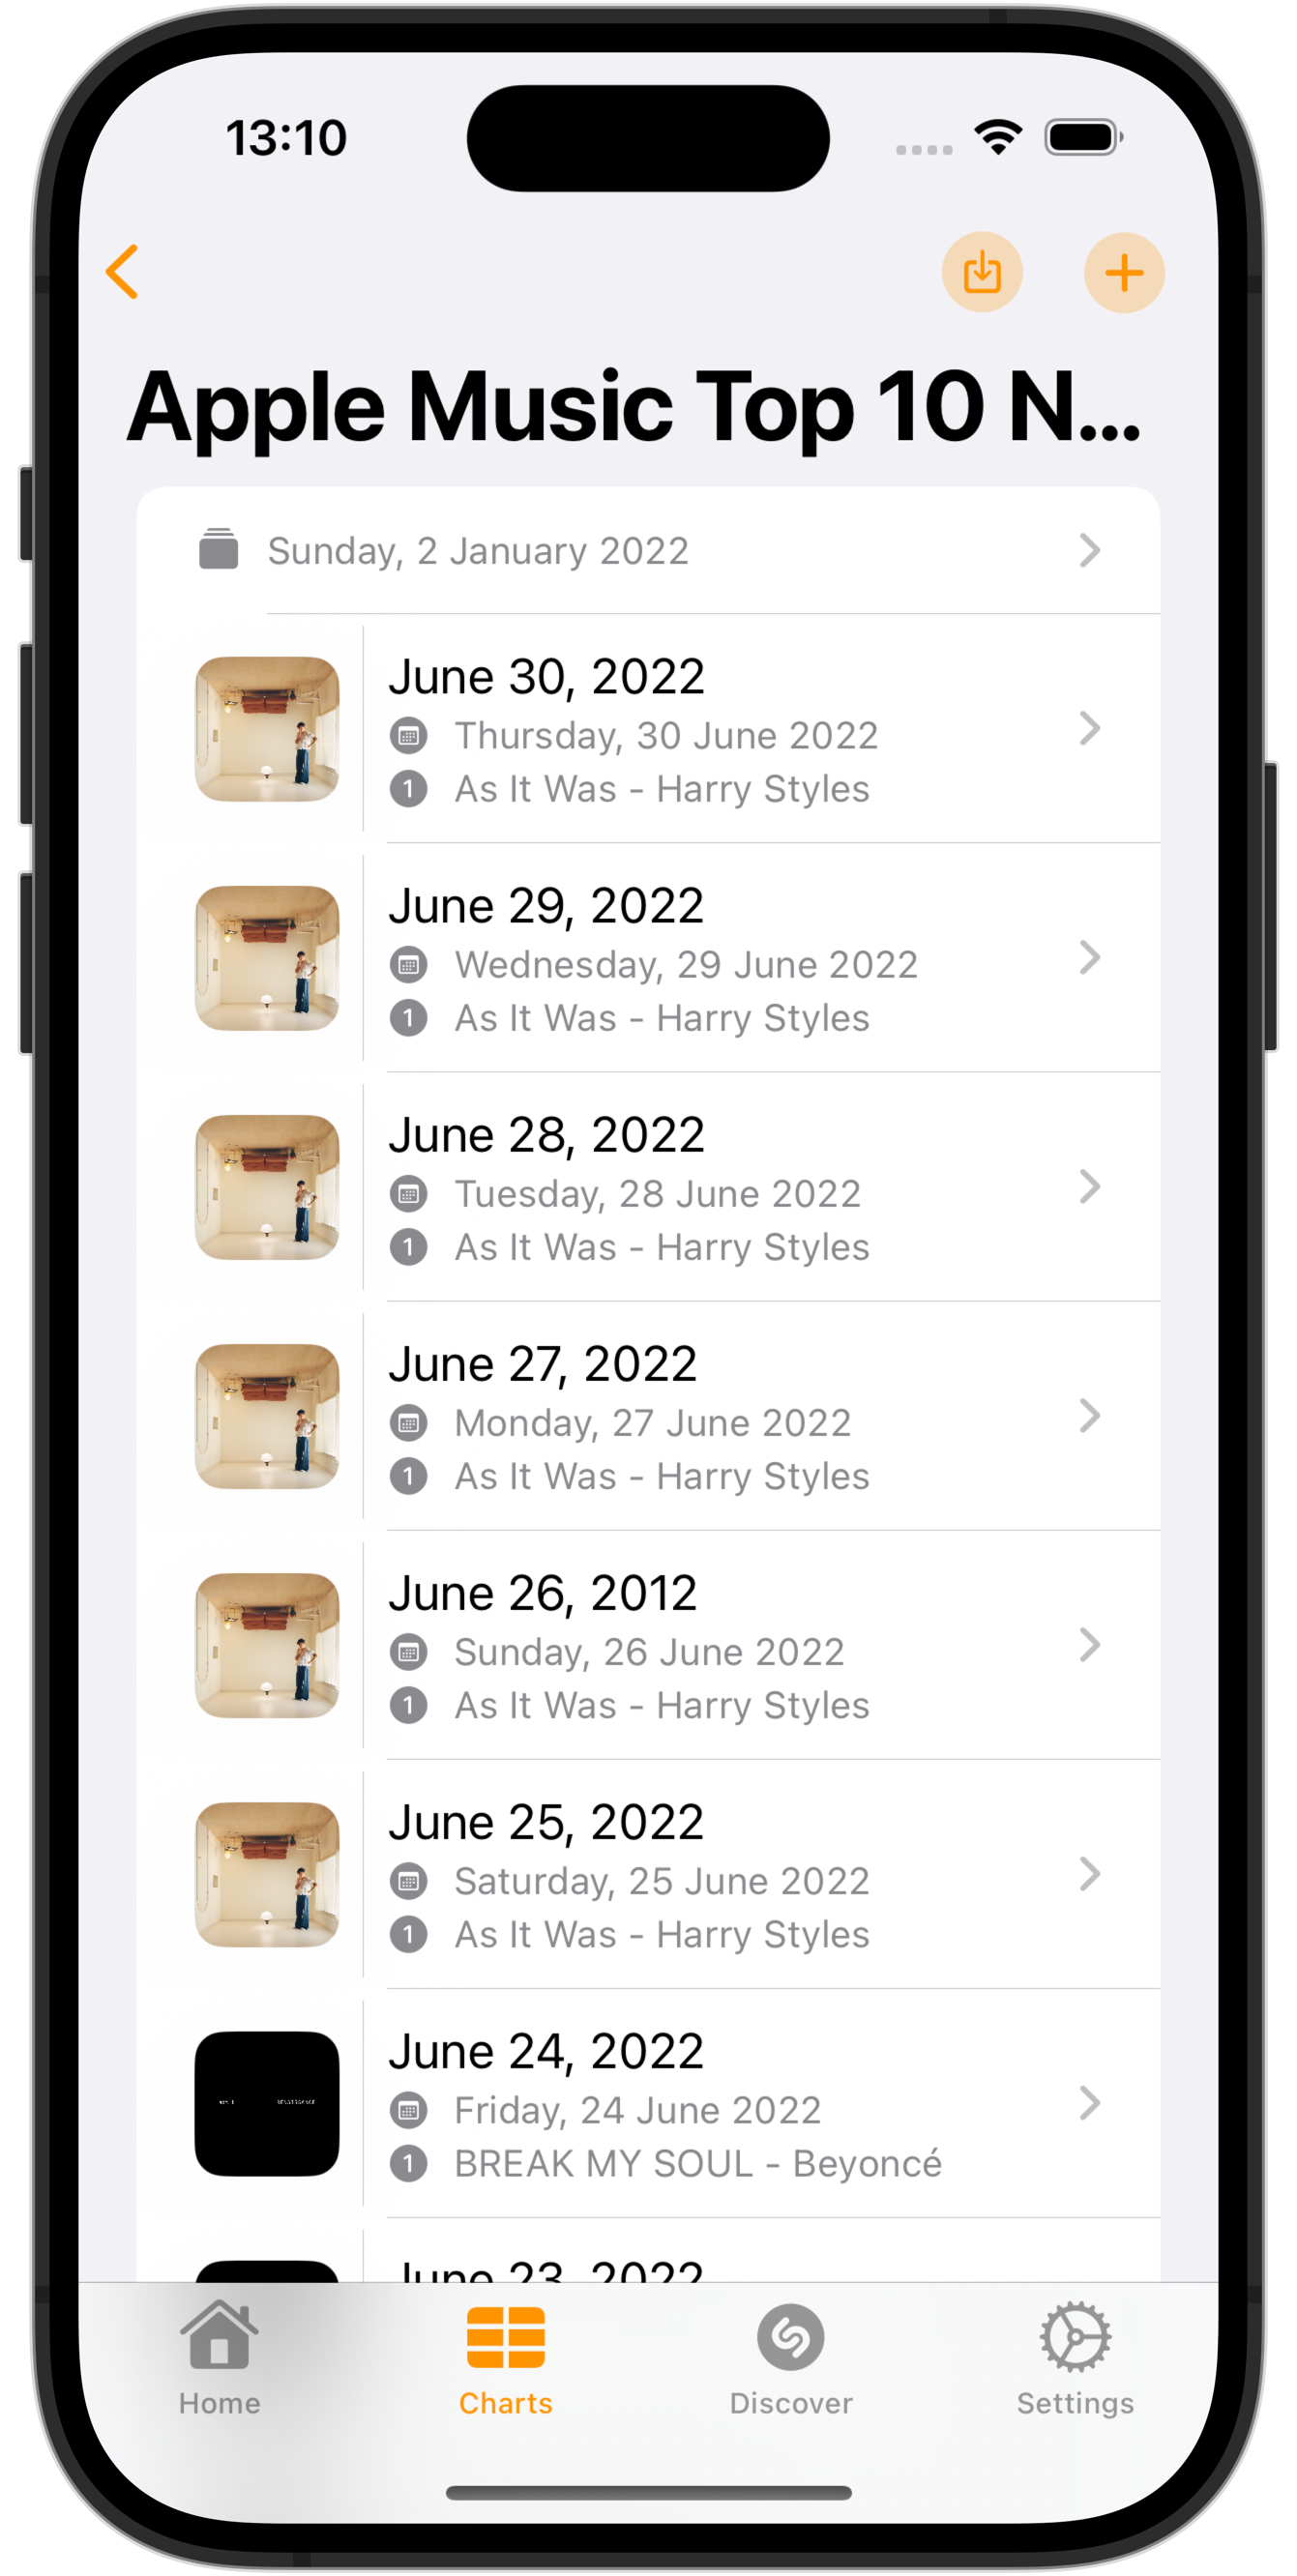 13:10
Apple Music Top 10 N...
Sunday, 2 January 2022
June 30, 2022
Thursday, 30 June 2022
1 As It Was - Harry Styles
June 29, 2022
Wednesday, 29 June 2022
1 As It Was - Harry Styles
June 28, 2022
Tuesday, 28 June 2022
1 As It Was - Harry Styles
June 27, 2022
Monday, 27 June 2022
1 As It Was - Harry Styles
June 26, 2012
Sunday, 26 June 2022
1 As It Was - Harry Styles
June 25, 2022
Saturday, 25 June 2022
1 As It Was - Harry Styles
June 24, 2022
Friday, 24 June 2022
1 BREAK MY SOUL - Beyoncé
June 23, 2022
Home Charts Discover Settings